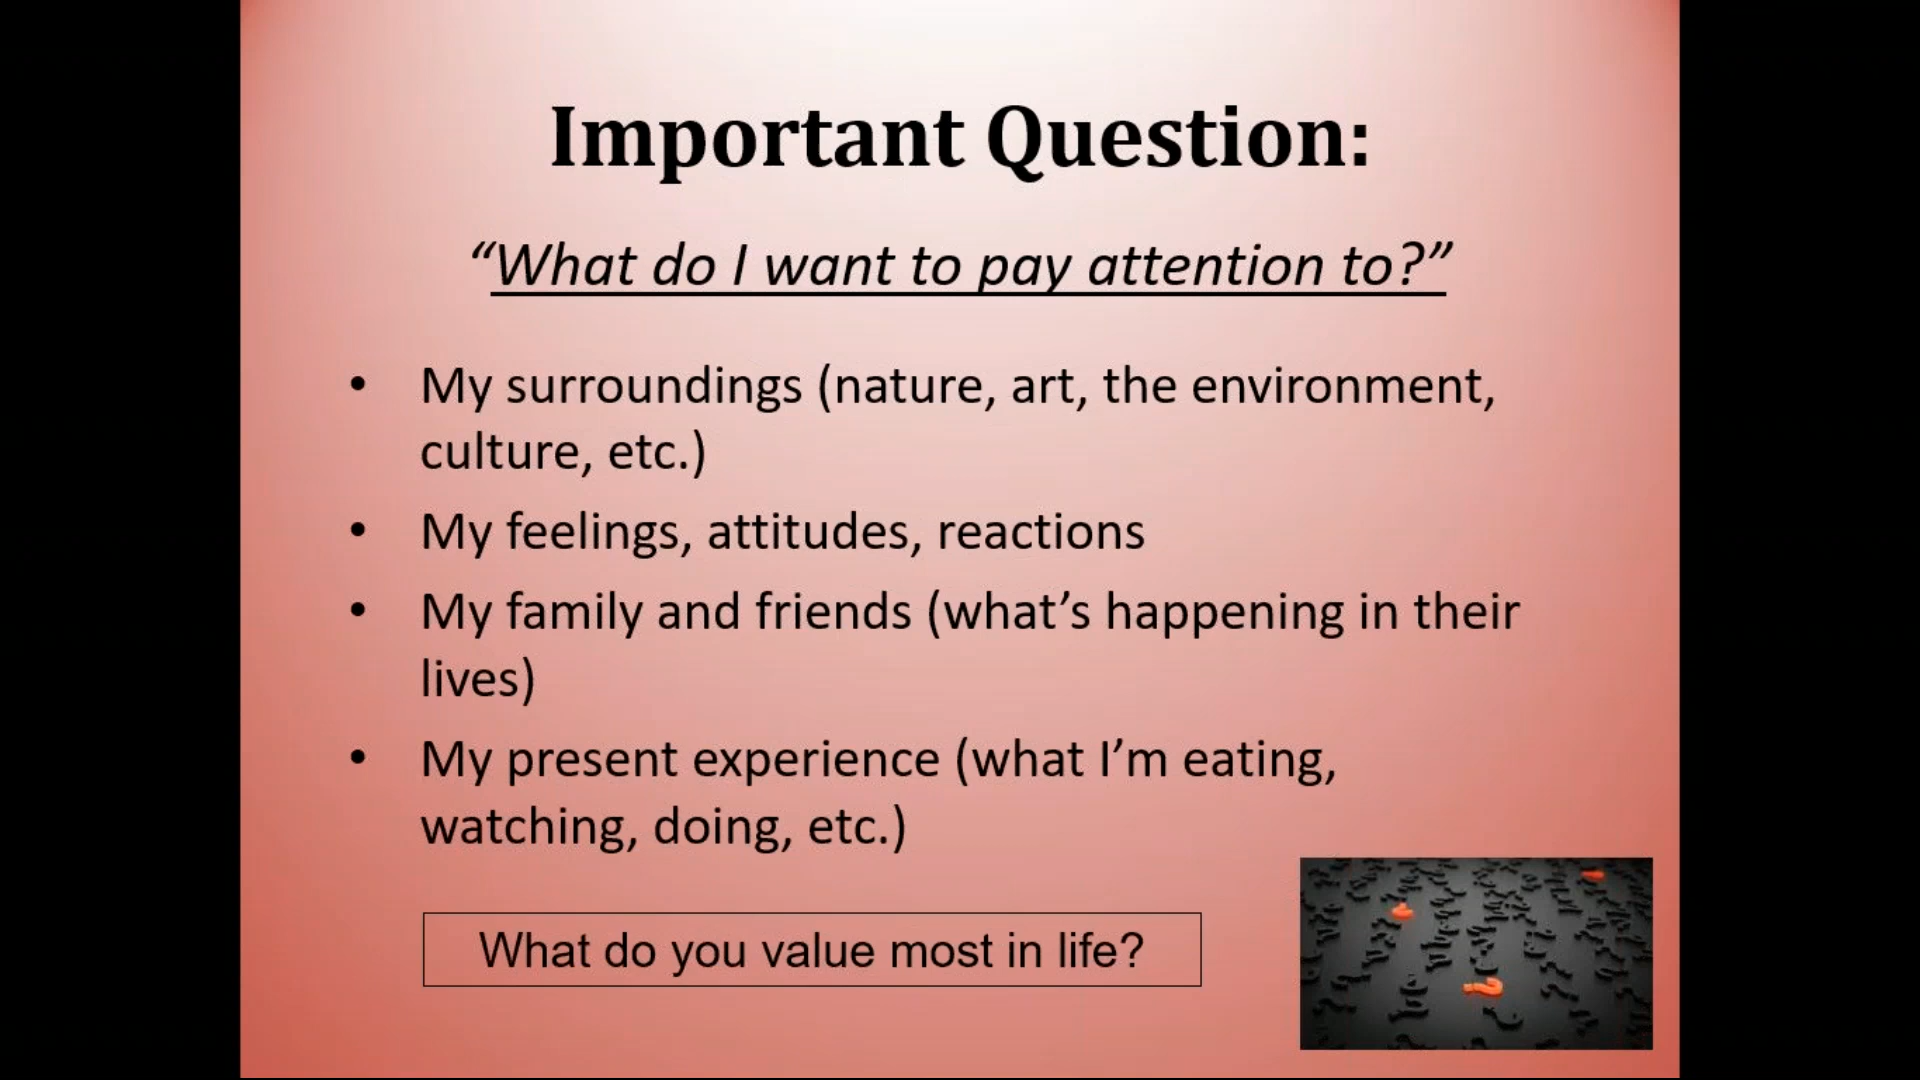 Important Question:
“What do I want to pay attention to?”
• My surroundings (nature, art, the environment,
culture, etc.)
• My feelings, attitudes, reactions
• My family and friends (what’s happening in their
lives)
• My present experience (what I’m eating,
watching, doing, etc.)
What do you value most in life?